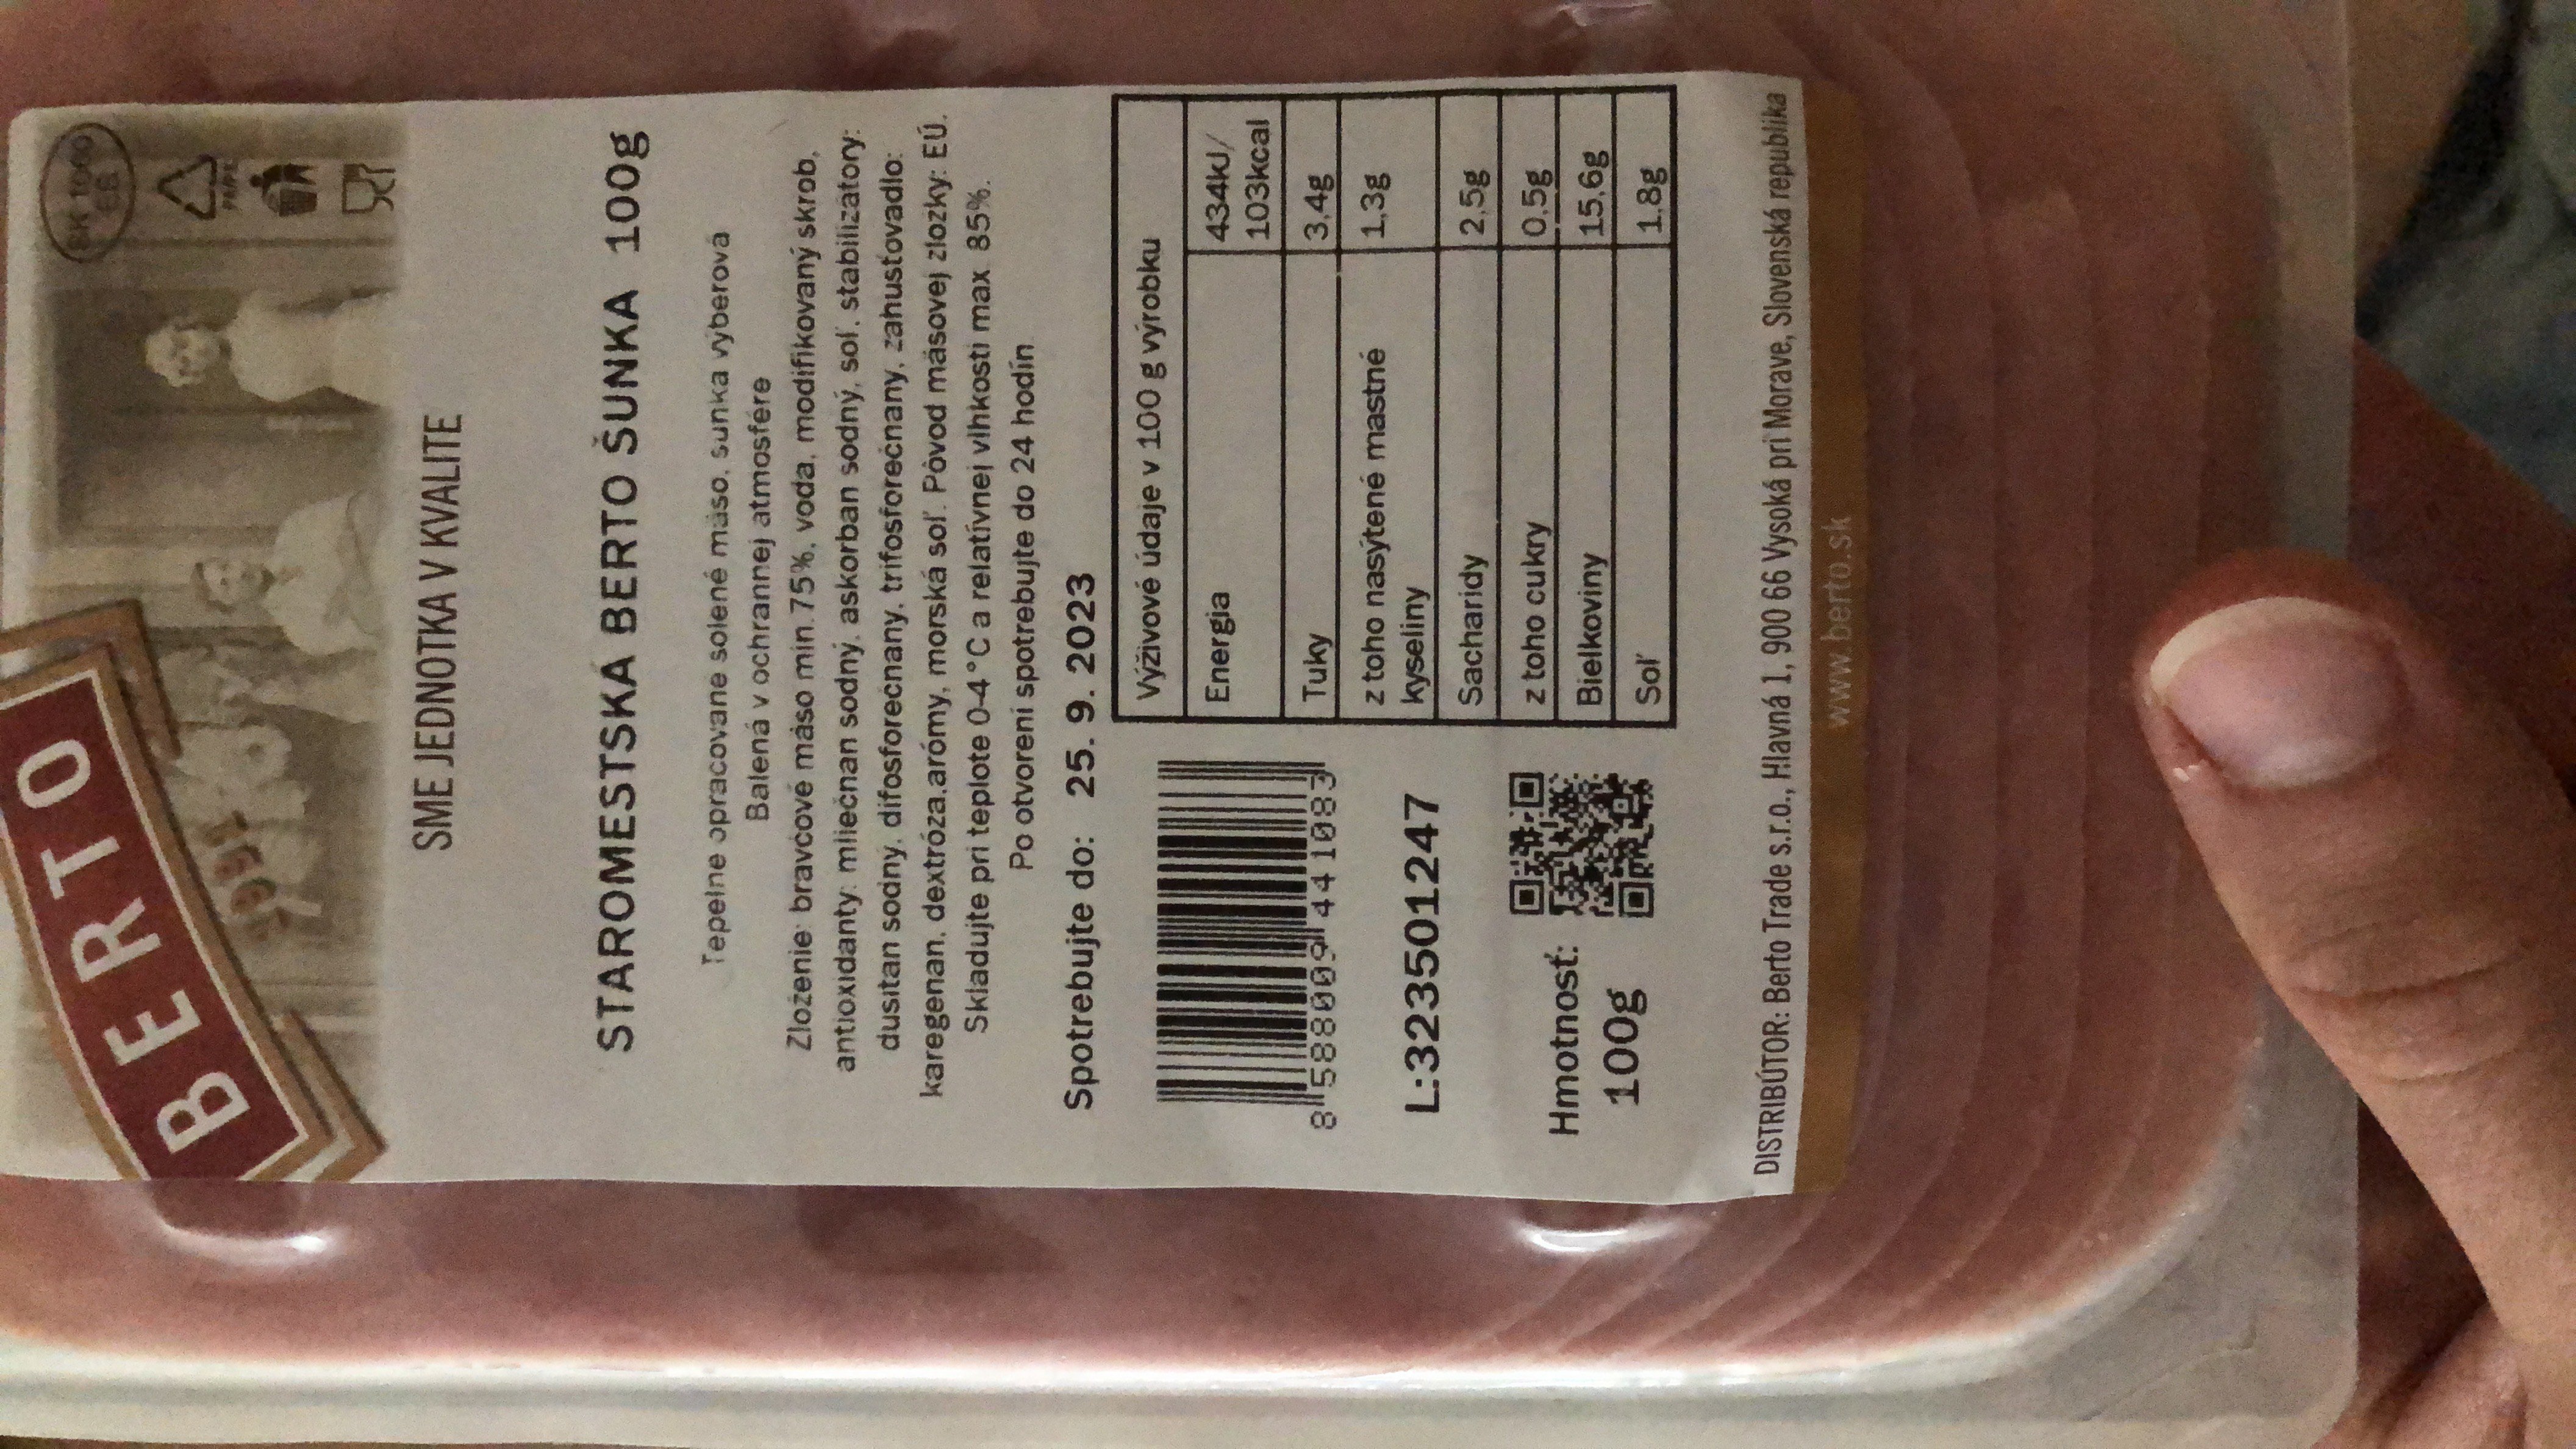 BERTO
SK 1060
ES
PAPE
SME JEDNOTKA V KVALITE
STAROMESTSKÁ BERTO ŠUNKA 100g
Tepelne opracované solené mäso, šunka výberová
Balená v ochrannej atmosfére
Zloženie: bravčové mäso min. 75%, voda, modifikovaný škrob,
antioxidanty: mliečnan sodný, askorban sodný, soľ, stabilizátory:
dusitan sodný, difosforečnany, trifosforečnany, zahusťovadlo:
karegenan, dextróza,arómy, morská soľ. Pôvod mäsovej zložky: EÚ.
Skladujte pri teplote 0-4°C a relatívnej vlhkosti max 85%.
Po otvorení spotrebujte do 24 hodín
Spotrebujte do: 25. 9. 2023
Výživové údaje v 100 g výrobku
Energia 434kJ/
103kcal
Tuky 3,4g
z toho nasýtené mastné
kyseliny 1,3g
Sacharidy 2,5g
z toho cukry 0,5g
Bielkoviny 15,6g
Soľ 1,8g
8 588009 441083
L:323501247
Hmotnosť:
100g
DISTRIBÚTOR: Berto Trade s.r.o., Hlavná 1, 900 66 Vysoká pri Morave, Slovenská republika
www.berto.sk